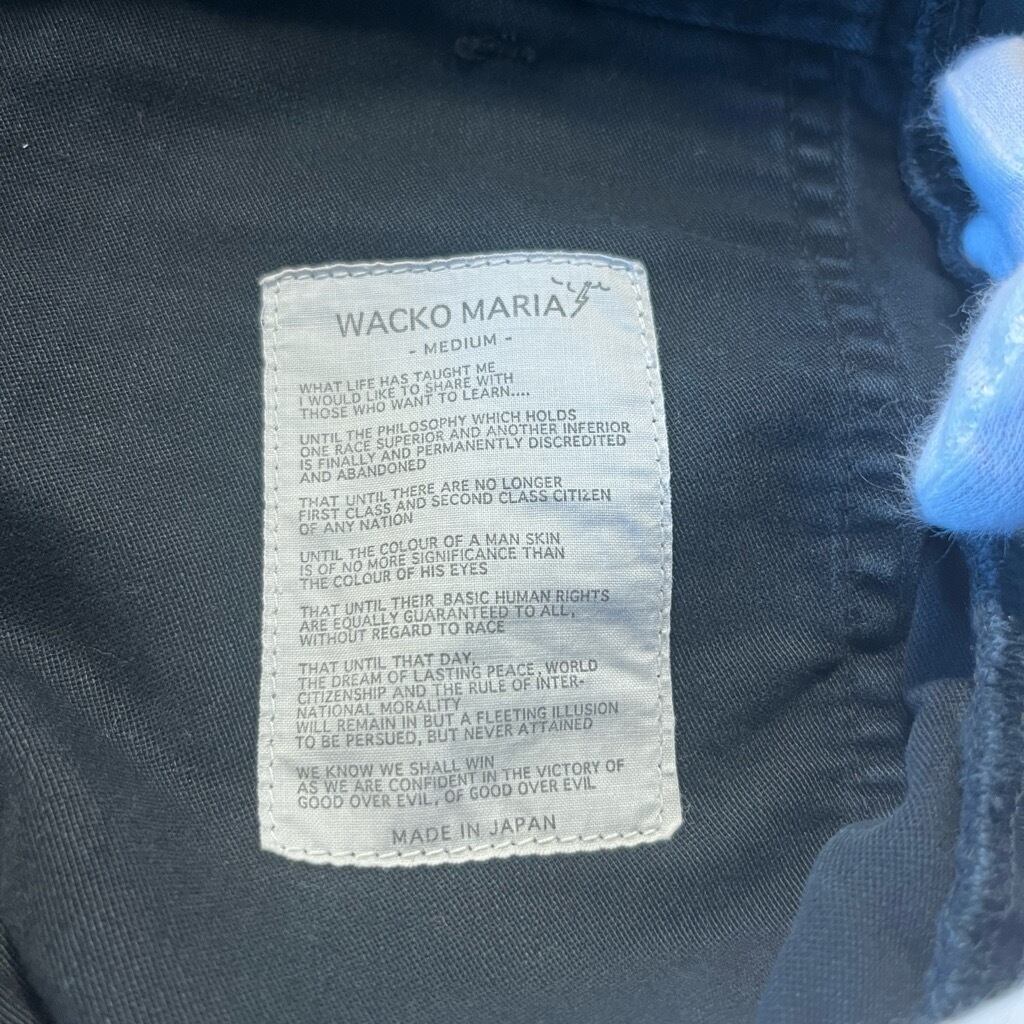 WACKO MARIA
- MEDIUM -
WHAT LIFE HAS TAUGHT ME
I WOULD LIKE TO SHARE WITH
THOSE WHO WANT TO LEARN....
UNTIL THE PHILOSOPHY WHICH HOLDS
ONE RACE SUPERIOR AND ANOTHER INFERIOR
IS FINALLY AND PERMANENTLY DISCREDITED
AND ABANDONED
THAT UNTIL THERE ARE NO LONGER
FIRST CLASS AND SECOND CLASS CITIZEN
OF ANY NATION
UNTIL THE COLOUR OF A MAN SKIN
IS OF NO MORE SIGNIFICANCE THAN
THE COLOUR OF HIS EYES
THAT UNTIL THEIR BASIC HUMAN RIGHTS
ARE EQUALLY GUARANTEED TO ALL,
WITHOUT REGARD TO RACE
THAT UNTIL THAT DAY,
THE DREAM OF LASTING PEACE, WORLD
CITIZENSHIP AND THE RULE OF INTER-
NATIONAL MORALITY
WILL REMAIN IN BUT A FLEETING ILLUSION
TO BE PERSUED, BUT NEVER ATTAINED
WE KNOW WE SHALL WIN
AS WE ARE CONFIDENT IN THE VICTORY OF
GOOD OVER EVIL, OF GOOD OVER EVIL
MADE IN JAPAN